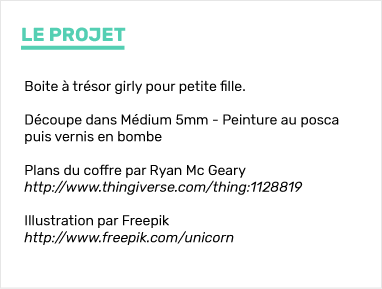 LE PROJET
Boite à trésor girly pour petite fille.
Découpe dans Médium 5mm - Peinture au posca
puis vernis en bombe
Plans du coffre par Ryan Mc Geary
http://www.thingiverse.com/thing:1128819
Illustration par Freepik
http://www.freepik.com/unicorn